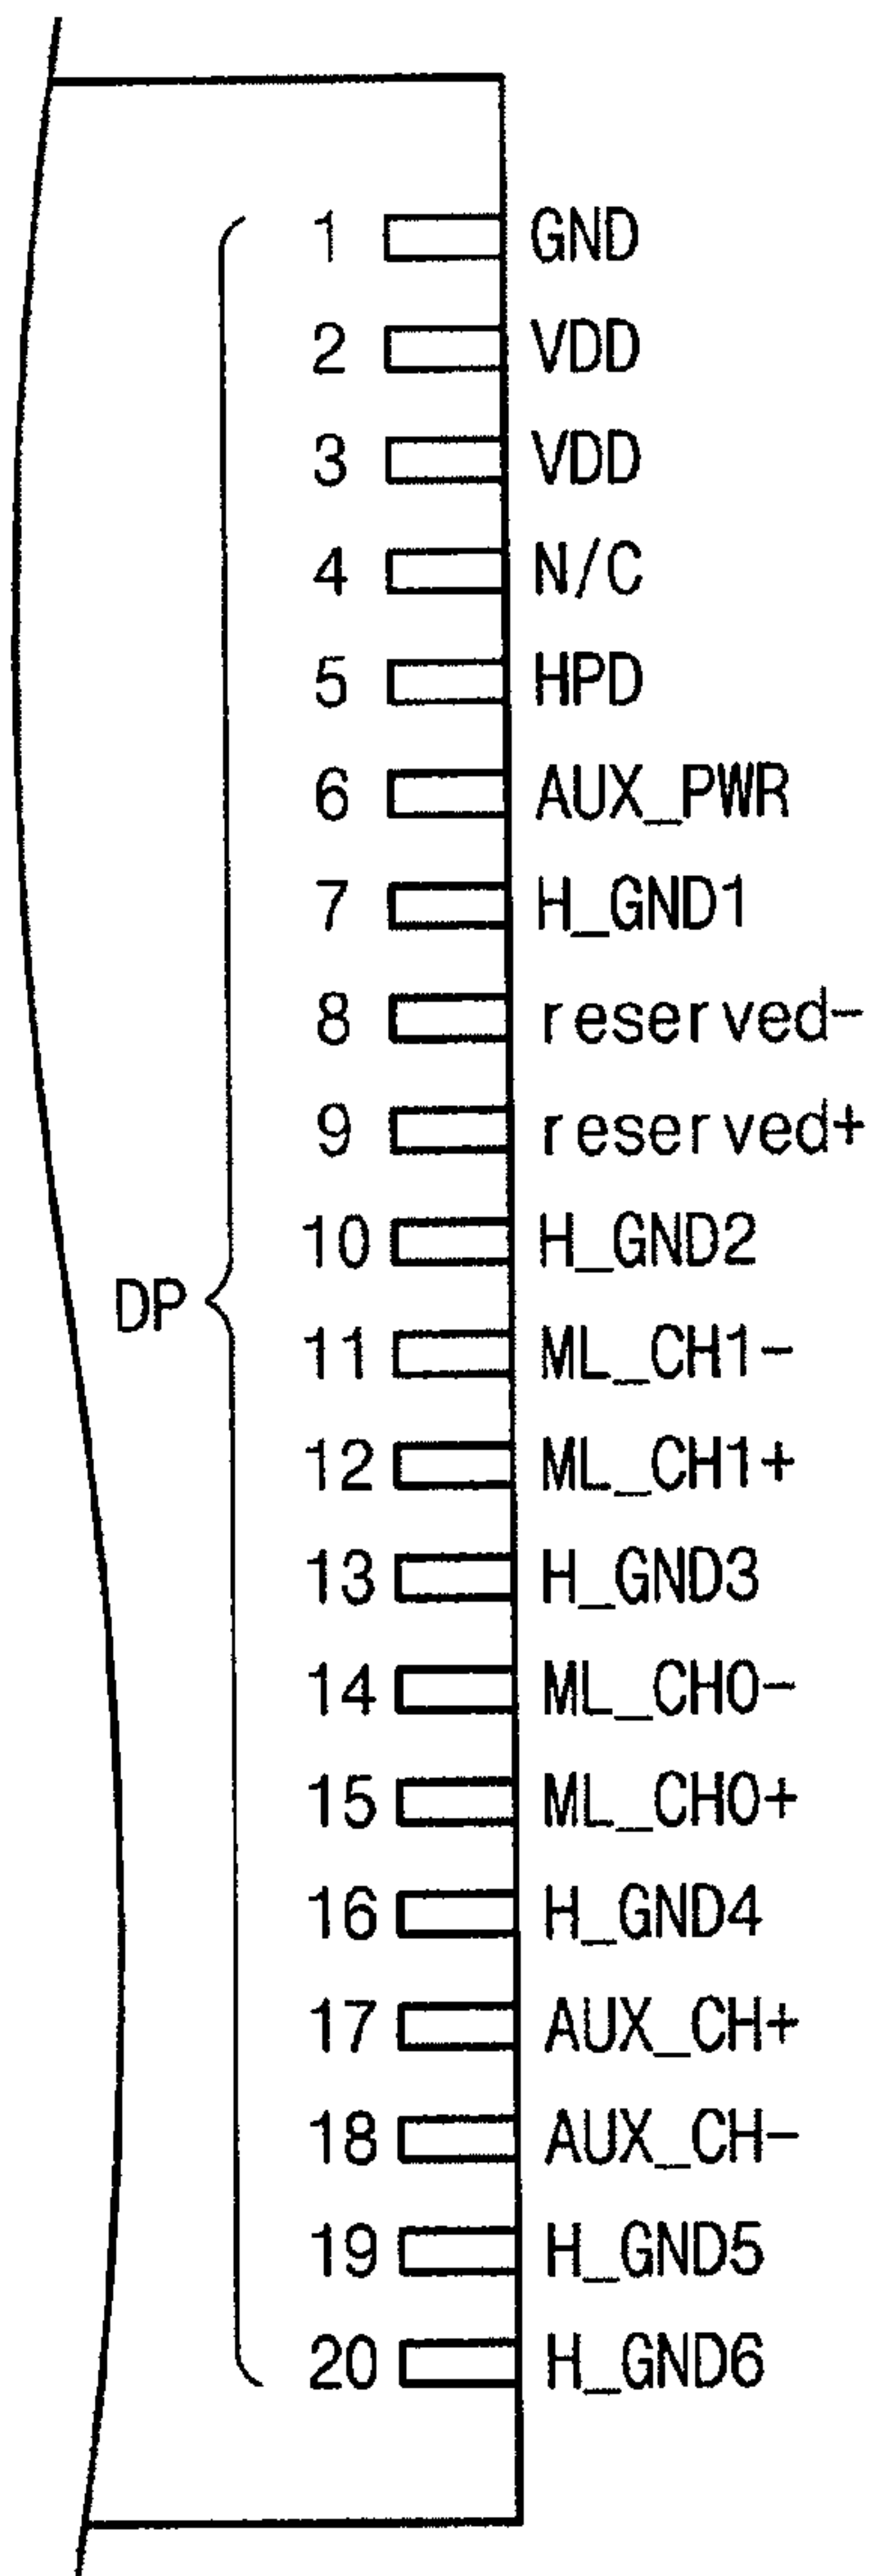 1 GND
2 VDD
3 VDD
4 N/C
5 HPD
6 AUX_PWR
7 H_GND1
8 reserved-
9 reserved+
10 H_GND2
DP
11 ML_CH1-
12 ML_CH1+
13 H_GND3
14 ML_CH0-
15 ML_CH0+
16 H_GND4
17 AUX_CH+
18 AUX_CH-
19 H_GND5
20 H_GND6